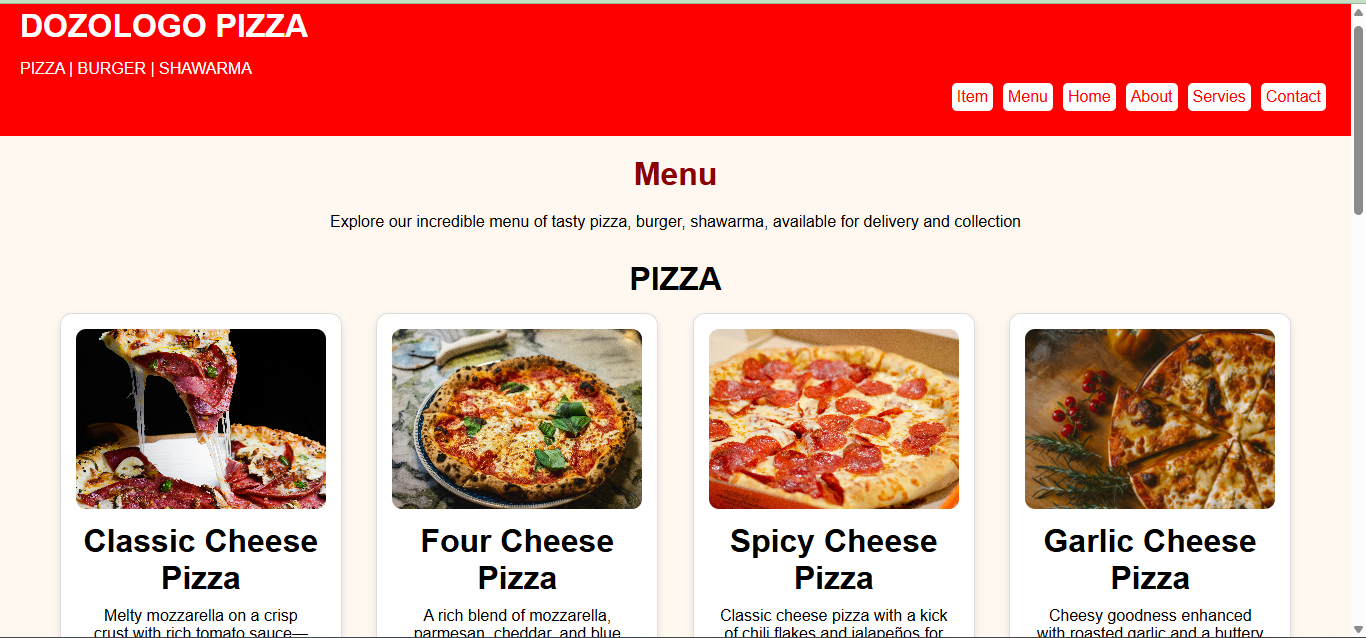 DOZOLOGO PIZZA
PIZZA | BURGER | SHAWARMA
Item Menu Home About Servies Contact
Menu
Explore our incredible menu of tasty pizza, burger, shawarma, available for delivery and collection
PIZZA
Classic Cheese
Pizza
Melty mozzarella on a crisp
crust with rich tomato sauce—
Four Cheese
Pizza
A rich blend of mozzarella,
parmesan, cheddar, and blue
Spicy Cheese
Pizza
Classic cheese pizza with a kick
of chili flakes and jalapeños for
Garlic Cheese
Pizza
Cheesy goodness enhanced
with roasted garlic and a buttery